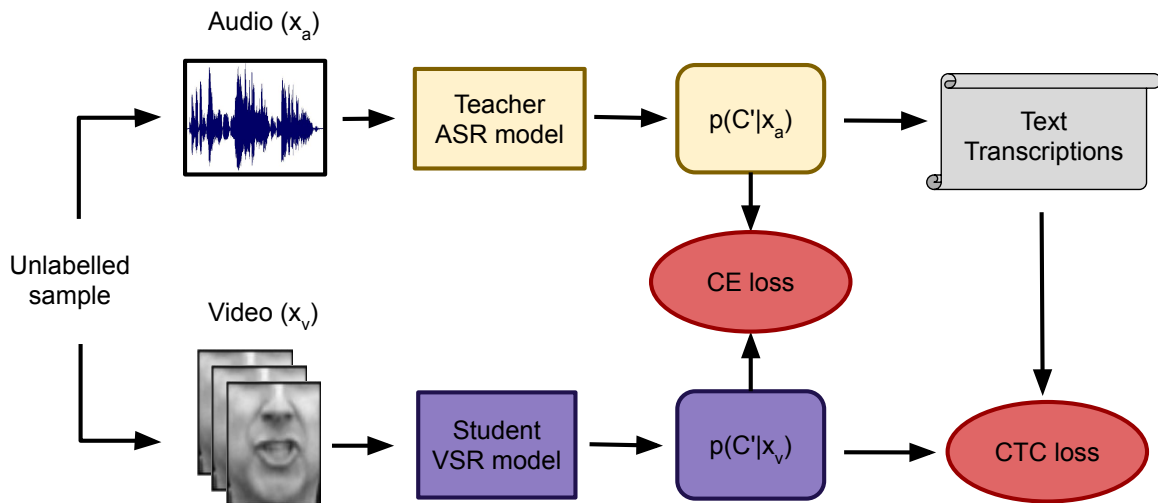 Audio (xₐ)
Teacher
ASR model
p(C'|xₐ)
Text
Transcriptions
CE loss
Unlabelled
sample
Video (xᵥ)
Student
VSR model
p(C'|xᵥ)
CTC loss